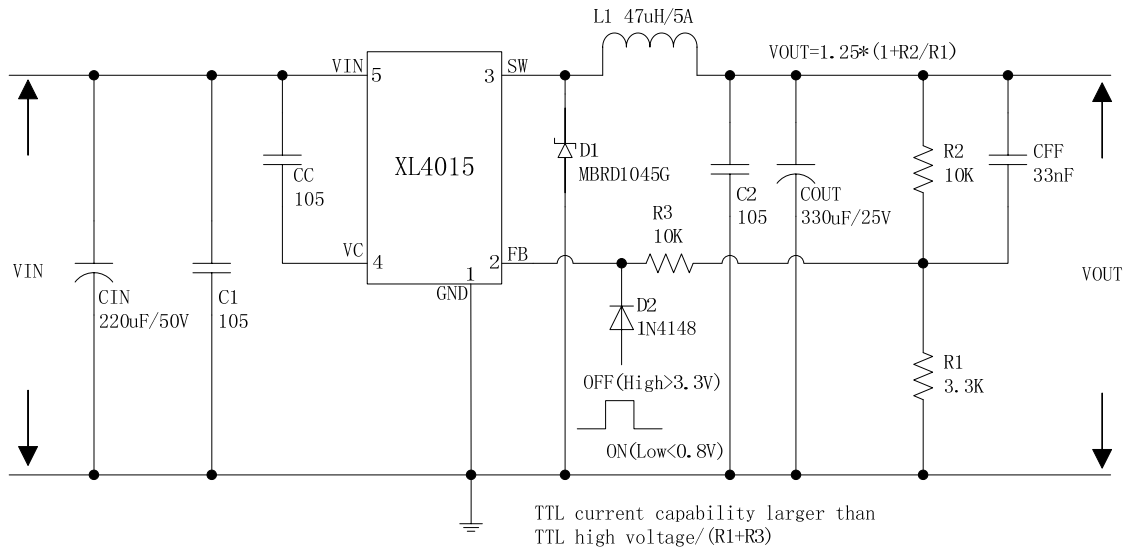 L1 47uH/5A
VOUT=1.25*(1+R2/R1)
VIN
5
3
SW
XL4015
CC
105
D1
MBRD1045G
R2
10K
CFF
33nF
C2
105
COUT
330uF/25V
R3
10K
VC
4
2
FB
1
GND
VIN
VOUT
CIN
220uF/50V
C1
105
D2
1N4148
R1
3.3K
OFF(High>3.3V)
ON(Low<0.8V)
TTL current capability larger than
TTL high voltage/(R1+R3)